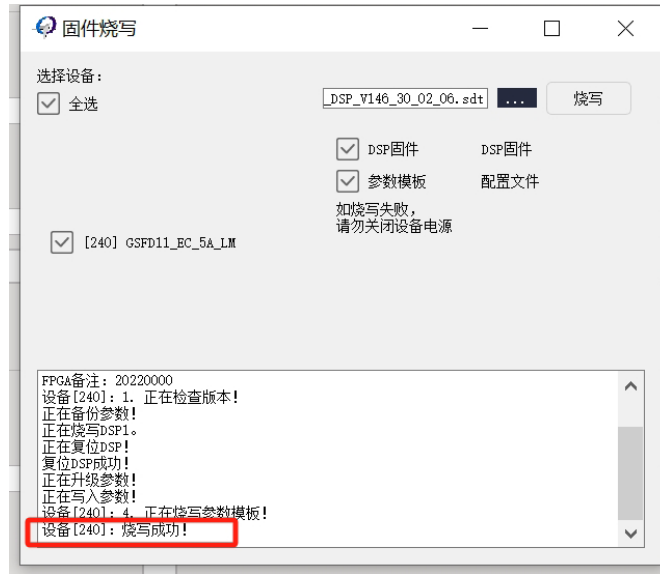 固件烧写
选择设备:
全选
_DSP_V146_30_02_06.sdt
...
烧写
DSP固件
DSP固件
参数模板
配置文件
如烧写失败,
请勿关闭设备电源
[240] GSFD11_EC_5A_LM
FPGA备注: 20220000
设备[240]: 1. 正在检查版本!
正在备份参数!
正在烧写DSP1。
正在复位DSP!
复位DSP成功!
正在升级参数!
正在写入参数!
设备[240]: 4. 正在烧写参数模板!
设备[240]: 烧写成功!